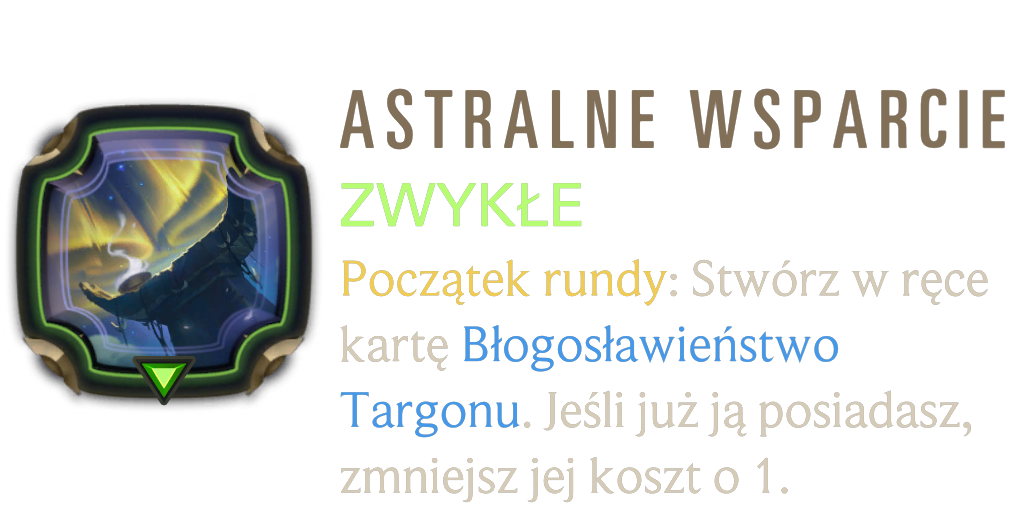 ASTRALNE WSPARCIE
ZWYKŁE
Początek rundy: Stwórz w ręce
kartę Błogosławieństwo
Targonu. Jeśli już ją posiadasz,
zmniejsz jej koszt o 1.